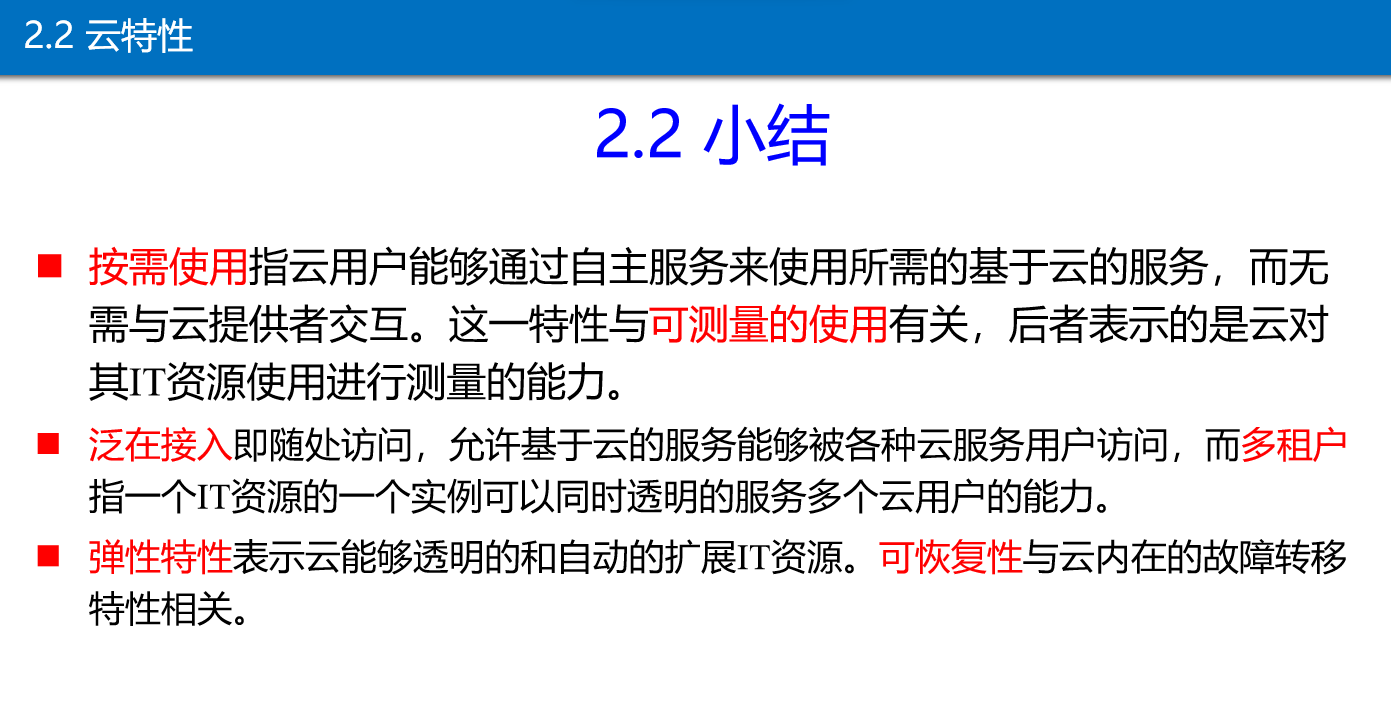 2.2 云特性
2.2 小结
■ 按需使用指云用户能够通过自主服务来使用所需的基于云的服务，而无
需与云提供者交互。这一特性与可测量的使用有关，后者表示的是云对
其IT资源使用进行测量的能力。
■ 泛在接入即随处访问，允许基于云的服务能够被各种云服务用户访问，而多租户
指一个IT资源的一个实例可以同时透明的服务多个云用户的能力。
■ 弹性特性表示云能够透明的和自动的扩展IT资源。可恢复性与云内在的故障转移
特性相关。